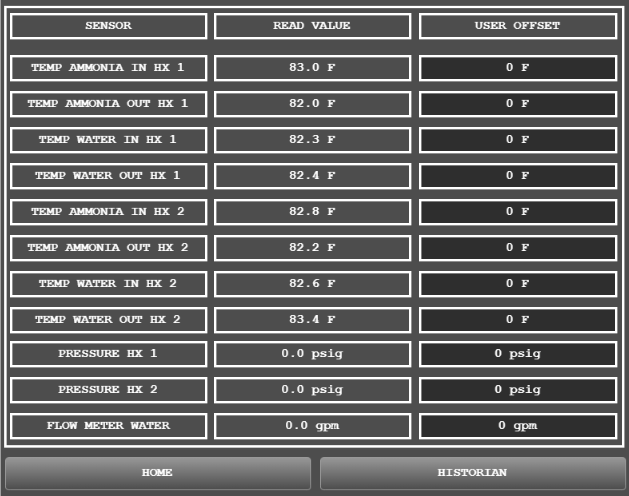 SENSOR READ VALUE USER OFFSET
TEMP AMMONIA IN HX 1 83.0 F 0 F
TEMP AMMONIA OUT HX 1 82.0 F 0 F
TEMP WATER IN HX 1 82.3 F 0 F
TEMP WATER OUT HX 1 82.4 F 0 F
TEMP AMMONIA IN HX 2 82.8 F 0 F
TEMP AMMONIA OUT HX 2 82.2 F 0 F
TEMP WATER IN HX 2 82.6 F 0 F
TEMP WATER OUT HX 2 83.4 F 0 F
PRESSURE HX 1 0.0 psig 0 psig
PRESSURE HX 2 0.0 psig 0 psig
FLOW METER WATER 0.0 gpm 0 gpm
HOME HISTORIAN